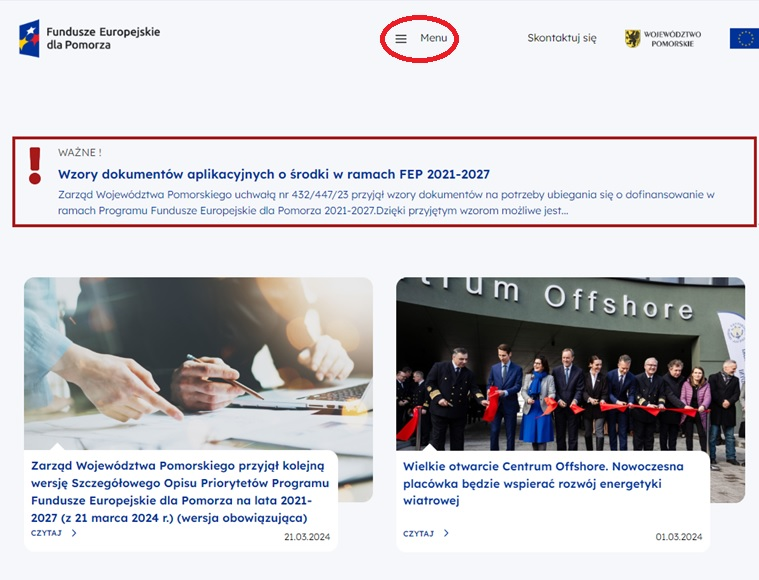 Fundusze Europejskie
dla Pomorza
Menu
Skontaktuj się
WOJEWÓDZTWO
POMORSKIE
WAŻNE !
Wzory dokumentów aplikacyjnych o środki w ramach FEP 2021-2027
Zarząd Województwa Pomorskiego uchwałą nr 432/447/23 przyjął wzory dokumentów na potrzeby ubiegania się o dofinansowanie w
ramach Programu Fundusze Europejskie dla Pomorza 2021-2027.Dzięki przyjętym wzorom możliwe jest...
trum Offshore
Zarząd Województwa Pomorskiego przyjął kolejną
wersję Szczegółowego Opisu Priorytetów Programu
Fundusze Europejskie dla Pomorza na lata 2021-
2027 (z 21 marca 2024 r.) (wersja obowiązująca)
CZYTAJ
21.03.2024
Wielkie otwarcie Centrum Offshore. Nowoczesna
placówka będzie wspierać rozwój energetyki
wiatrowej
CZYTAJ
01.03.2024